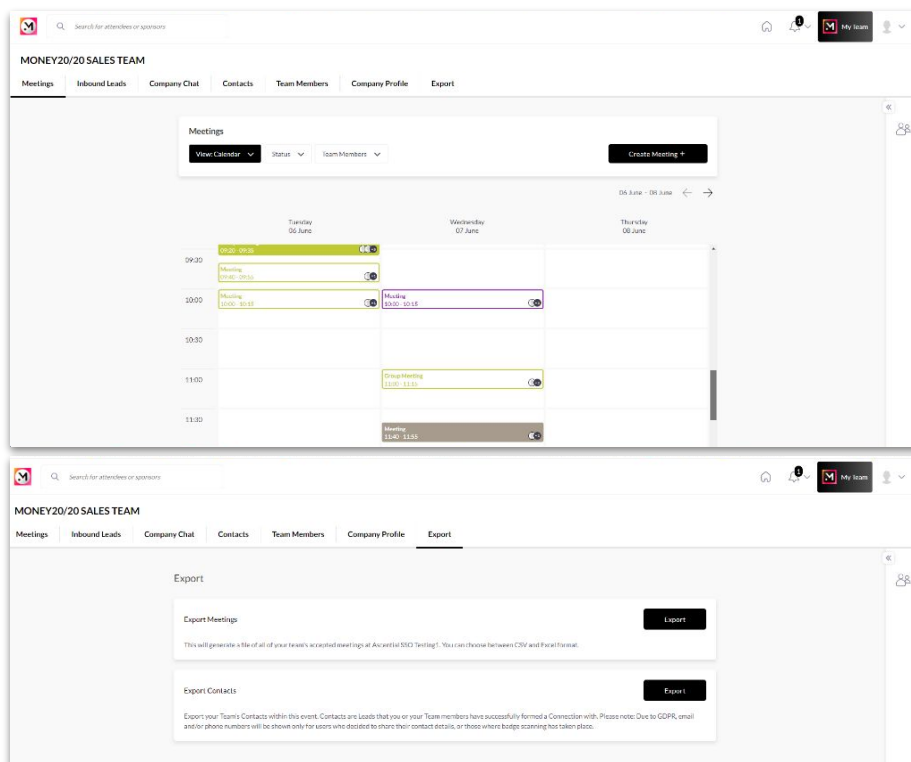 M
Search for attendees or sponsors
1
M My Team
MONEY20/20 SALES TEAM
Meetings Inbound Leads Company Chat Contacts Team Members Company Profile Export
Meetings
View: Calendar Status Team Members Create Meeting +
06 June - 08 June
Tuesday Wednesday Thursday
06 June 07 June 08 June
09:20 - 09:35
09:30
Meeting
09:40 - 09:55
10:00
Meeting Meeting
10:00 - 10:15 10:00 - 10:15
10:30
11:00
Group Meeting
11:00 - 11:15
11:30
Meeting
11:40 - 11:55
M
Search for attendees or sponsors
1
M My Team
MONEY20/20 SALES TEAM
Meetings Inbound Leads Company Chat Contacts Team Members Company Profile Export
Export
Export Meetings Export
This will generate a file of all of your team's accepted meetings at Ascential SSO Testing1. You can choose between CSV and Excel format.
Export Contacts Export
Export your Team's Contacts within this event. Contacts are Leads that you or your Team members have successfully formed a Connection with. Please note: Due to GDPR, email
and/or phone numbers will be shown only for users who decided to share their contact details, or those where badge scanning has taken place.